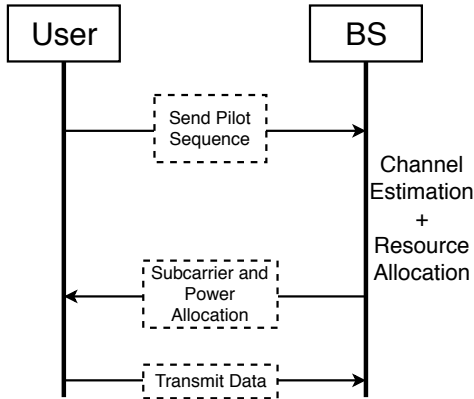 User
BS
Send Pilot
Sequence
Channel
Estimation
+
Resource
Allocation
Subcarrier and
Power
Allocation
Transmit Data